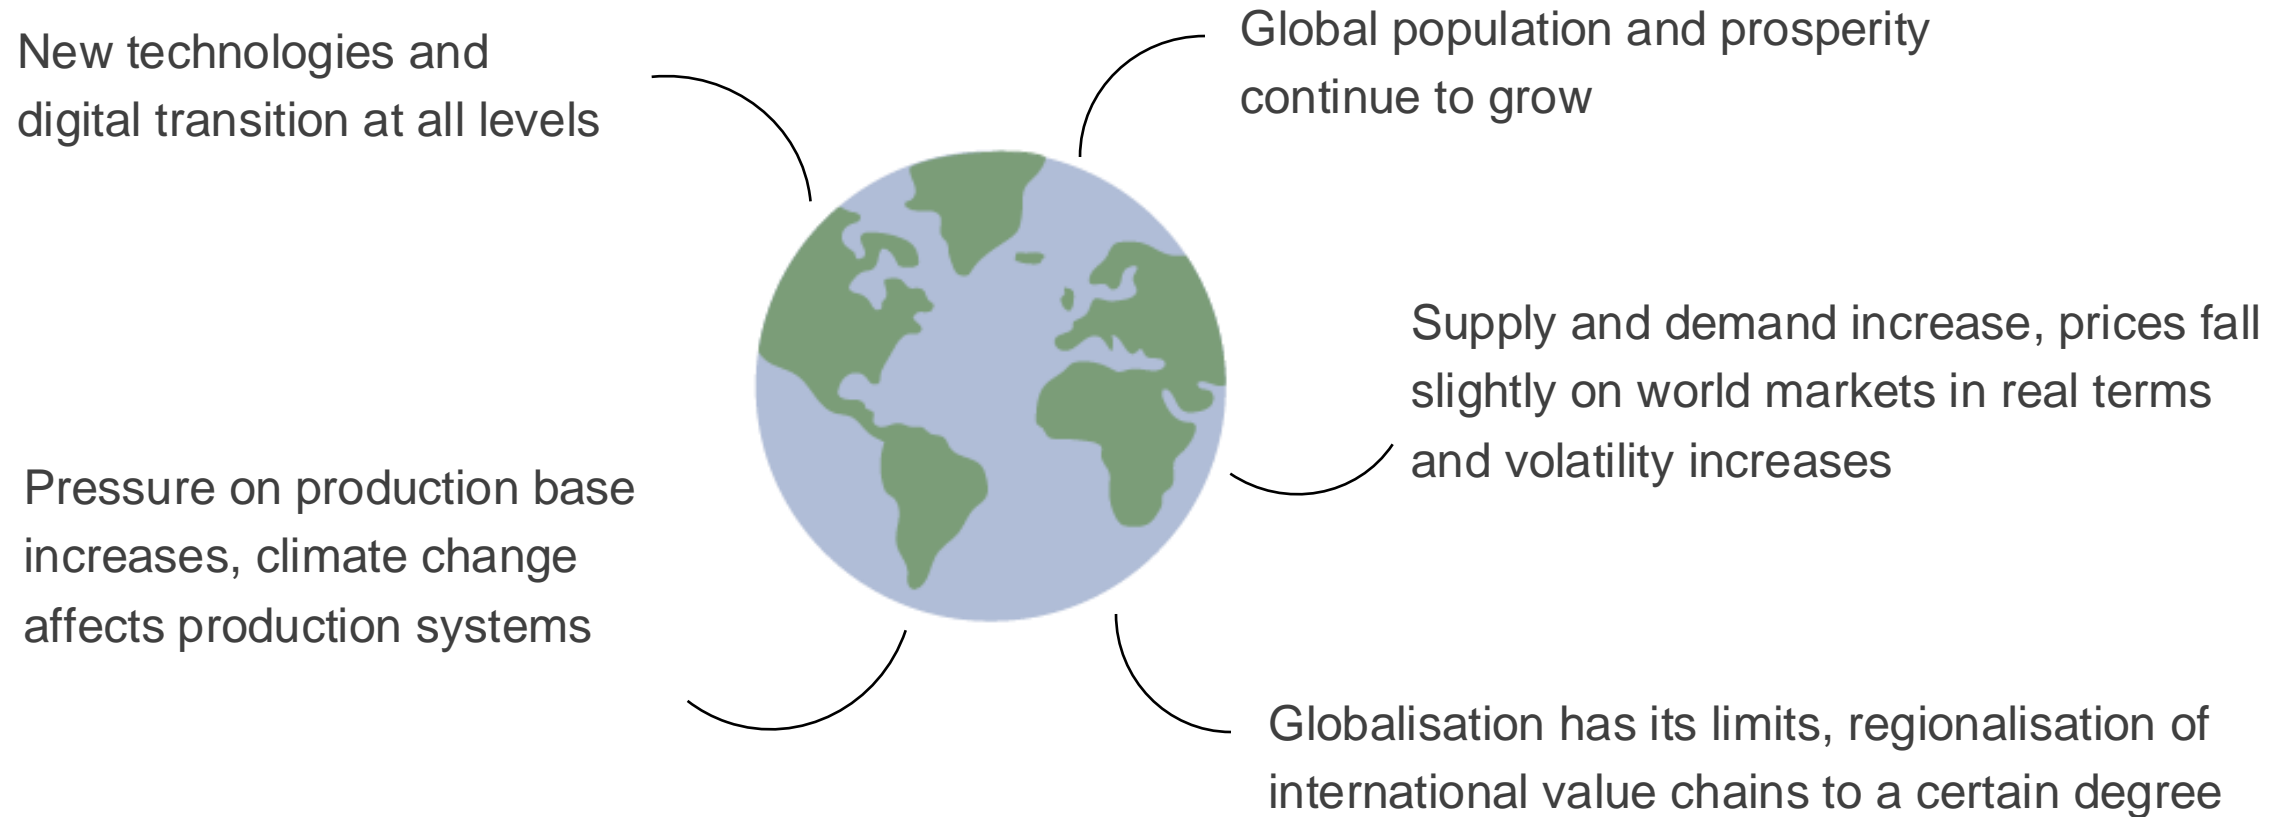 New technologies and
digital transition at all levels
Global population and prosperity
continue to grow
Supply and demand increase, prices fall
slightly on world markets in real terms
and volatility increases
Pressure on production base
increases, climate change
affects production systems
Globalisation has its limits, regionalisation of
international value chains to a certain degree